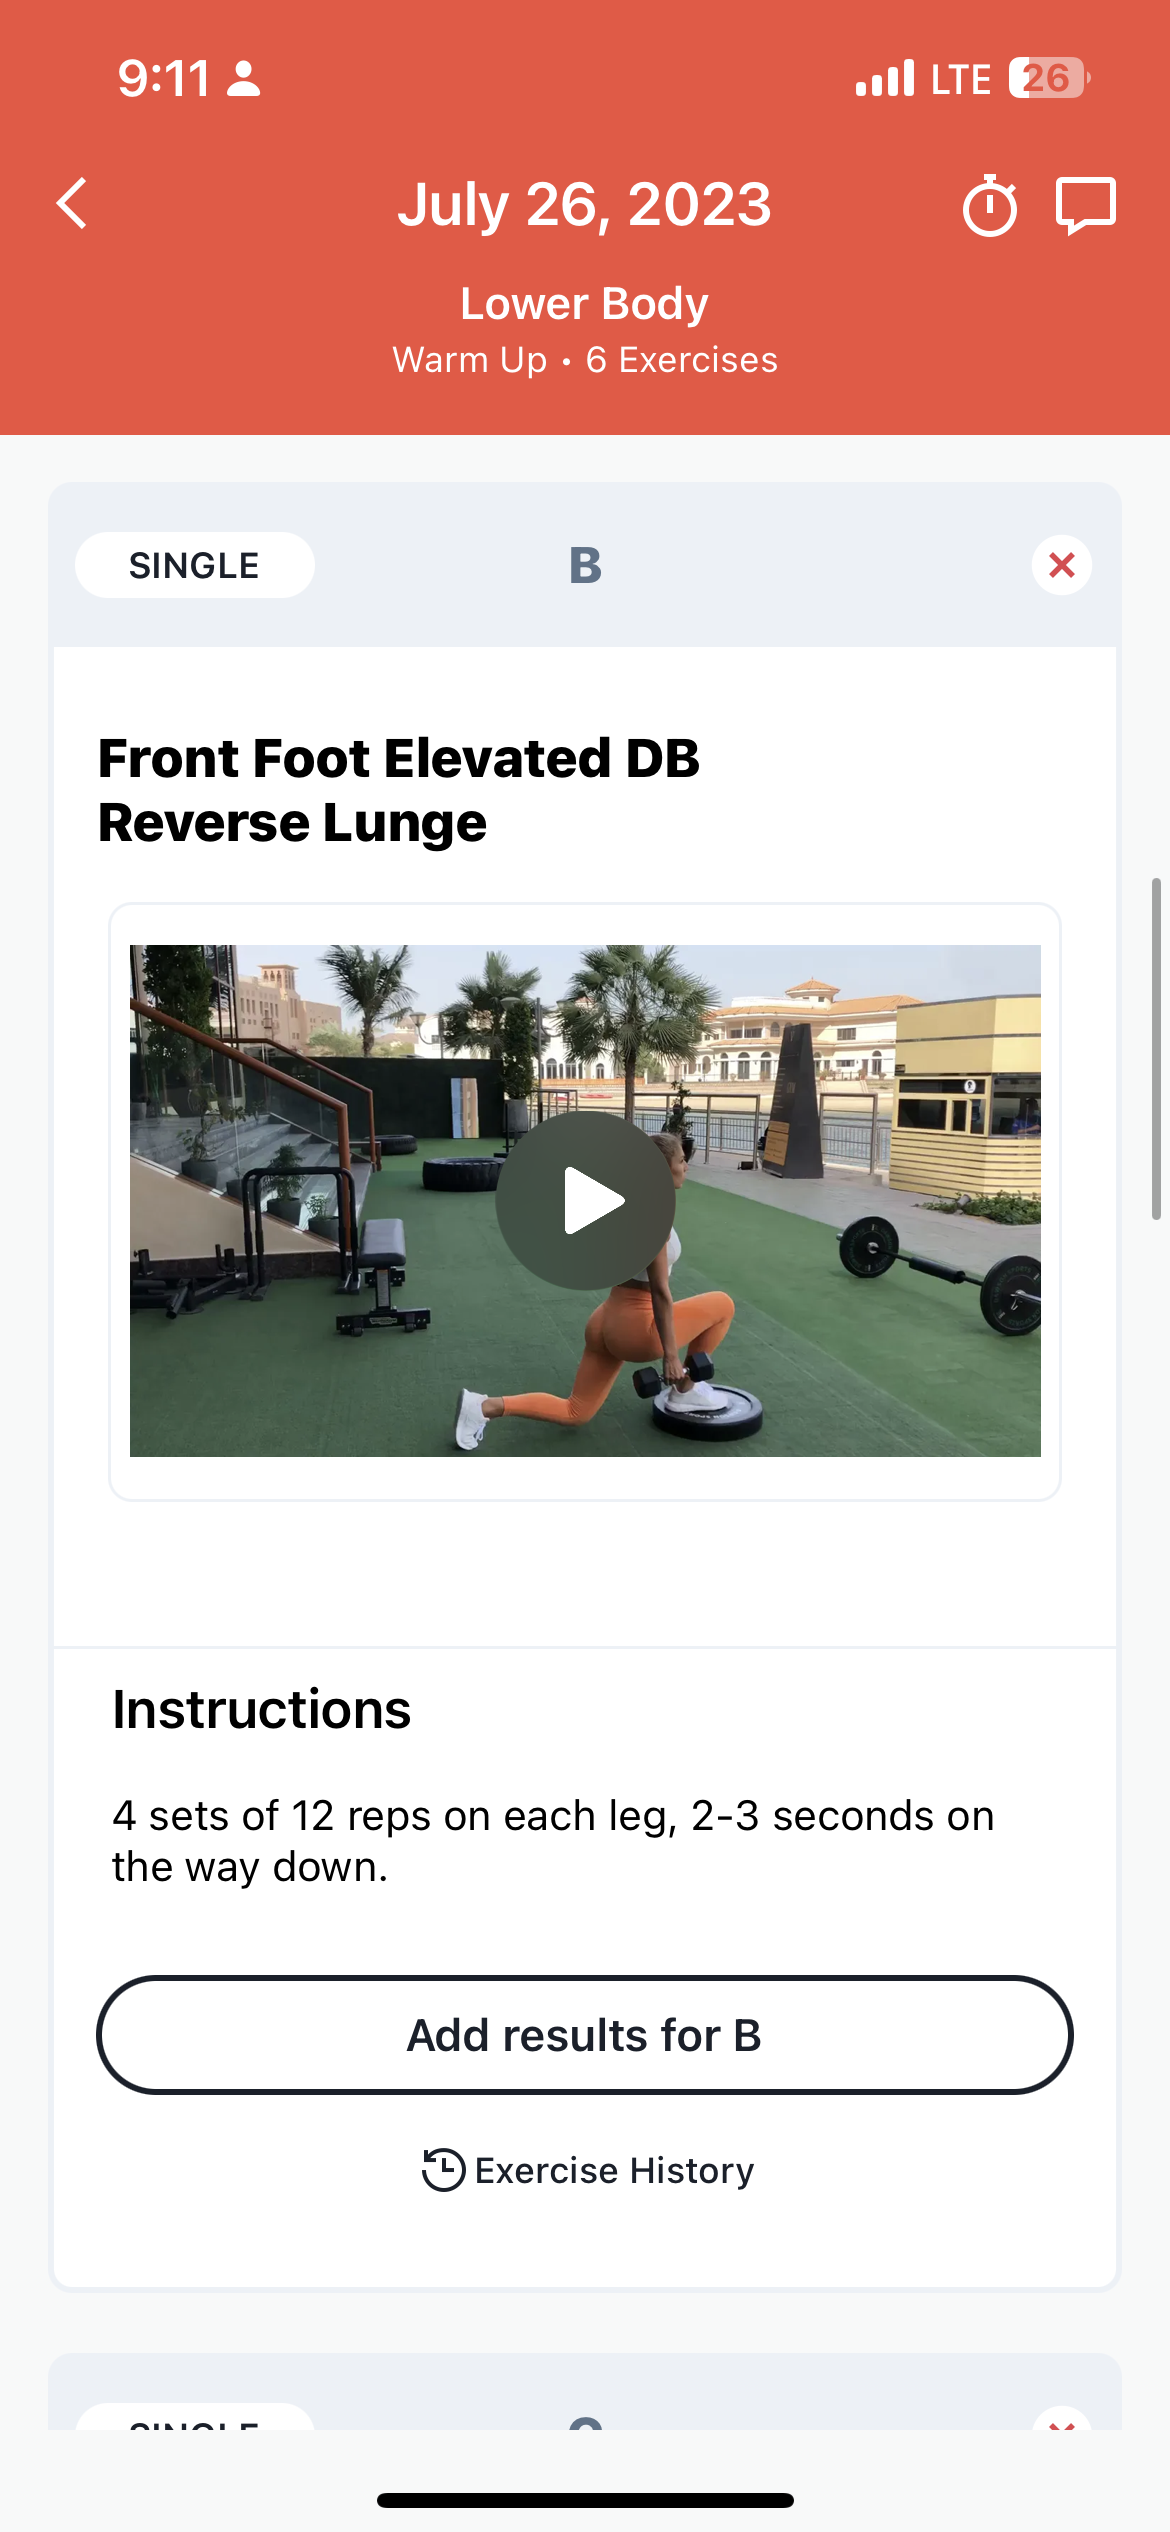 9:11
LTE 26
July 26, 2023
Lower Body
Warm Up • 6 Exercises
SINGLE
B
Front Foot Elevated DB
Reverse Lunge
Instructions
4 sets of 12 reps on each leg, 2-3 seconds on
the way down.
Add results for B
Exercise History
SINGLE